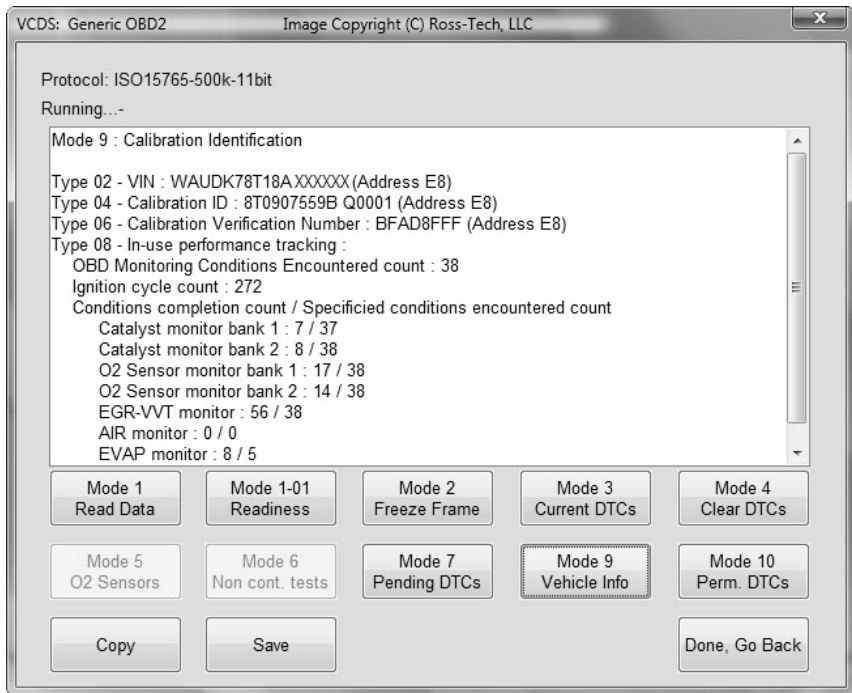 VCDS: Generic OBD2 Image Copyright (C) Ross-Tech, LLC
Protocol: ISO15765-500k-11bit
Running...-
Mode 9 : Calibration Identification
Type 02 - VIN : WAUDK78T18AXXXXXX (Address E8)
Type 04 - Calibration ID : 8T0907559B Q0001 (Address E8)
Type 06 - Calibration Verification Number : BFAD8FFF (Address E8)
Type 08 - In-use performance tracking :
OBD Monitoring Conditions Encountered count : 38
Ignition cycle count : 272
Conditions completion count / Specificied conditions encountered count
Catalyst monitor bank 1 : 7 / 37
Catalyst monitor bank 2 : 8 / 38
O2 Sensor monitor bank 1 : 17 / 38
O2 Sensor monitor bank 2 : 14 / 38
EGR-VVT monitor : 56 / 38
AIR monitor : 0 / 0
EVAP monitor : 8 / 5
Mode 1
Read Data
Mode 1-01
Readiness
Mode 2
Freeze Frame
Mode 3
Current DTCs
Mode 4
Clear DTCs
Mode 5
O2 Sensors
Mode 6
Non cont. tests
Mode 7
Pending DTCs
Mode 9
Vehicle Info
Mode 10
Perm. DTCs
Copy
Save
Done, Go Back